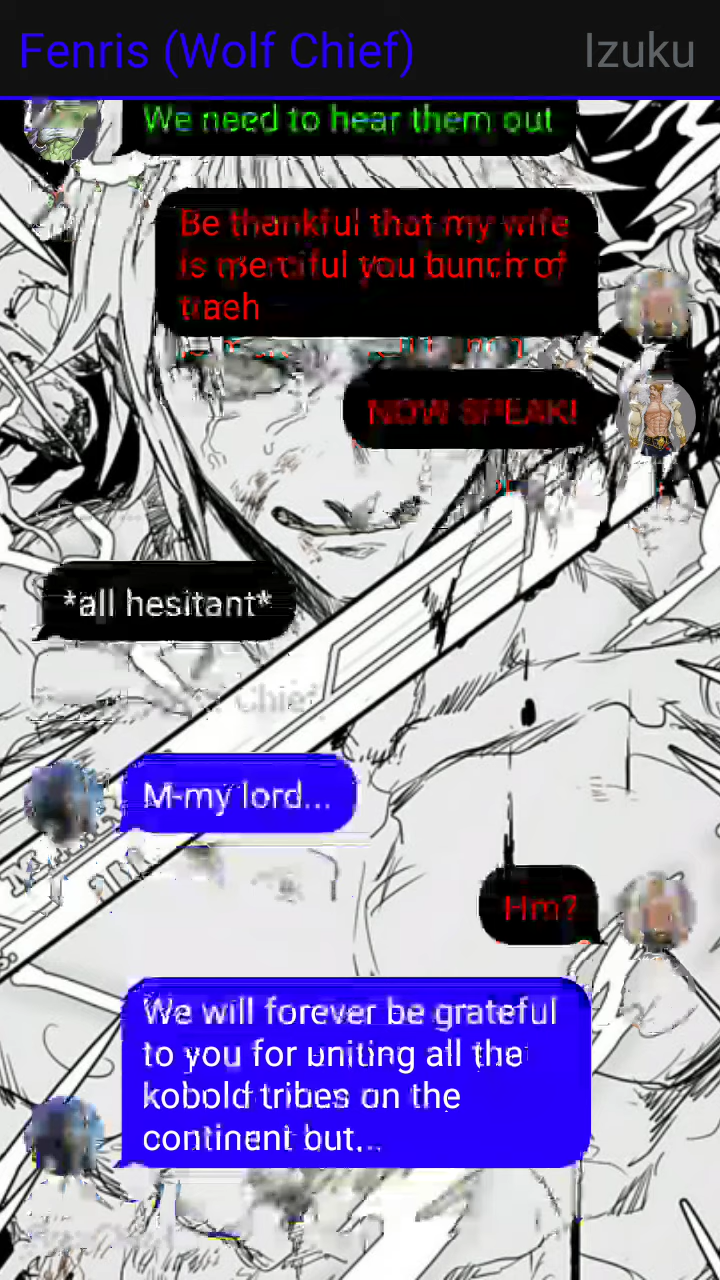 Fenris (Wolf Chief)
Izuku
We need to hear them out
Be thankful that my wife
is merciful you bunch of
traeh
NOW SPEAK!
*all hesitant*
Chief
M-my lord...
Hm?
We will forever be grateful
to you for uniting all the
kobold tribes on the
continent but...